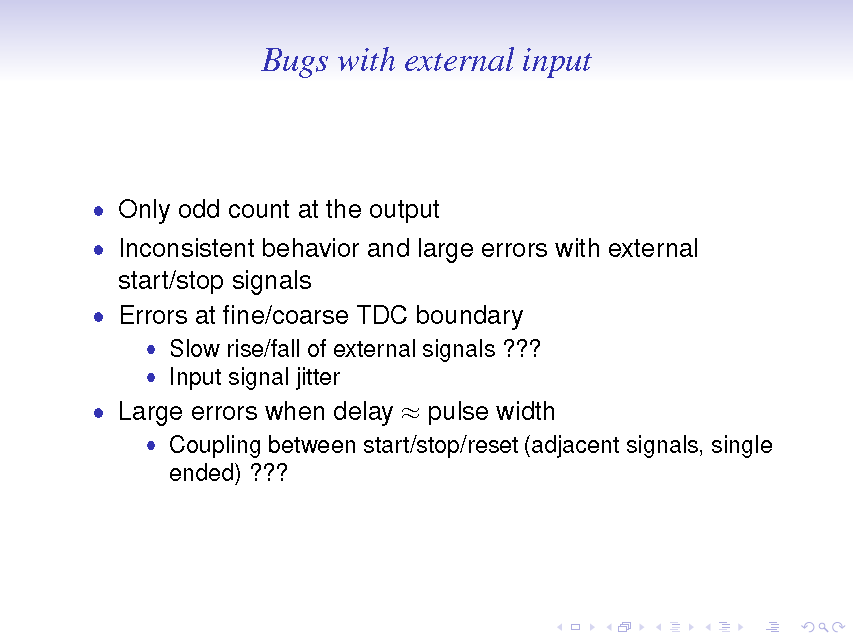 Bugs with external input
• Only odd count at the output
• Inconsistent behavior and large errors with external
start/stop signals
• Errors at fine/coarse TDC boundary
• Slow rise/fall of external signals ???
• Input signal jitter
• Large errors when delay ≈ pulse width
• Coupling between start/stop/reset (adjacent signals, single
ended) ???